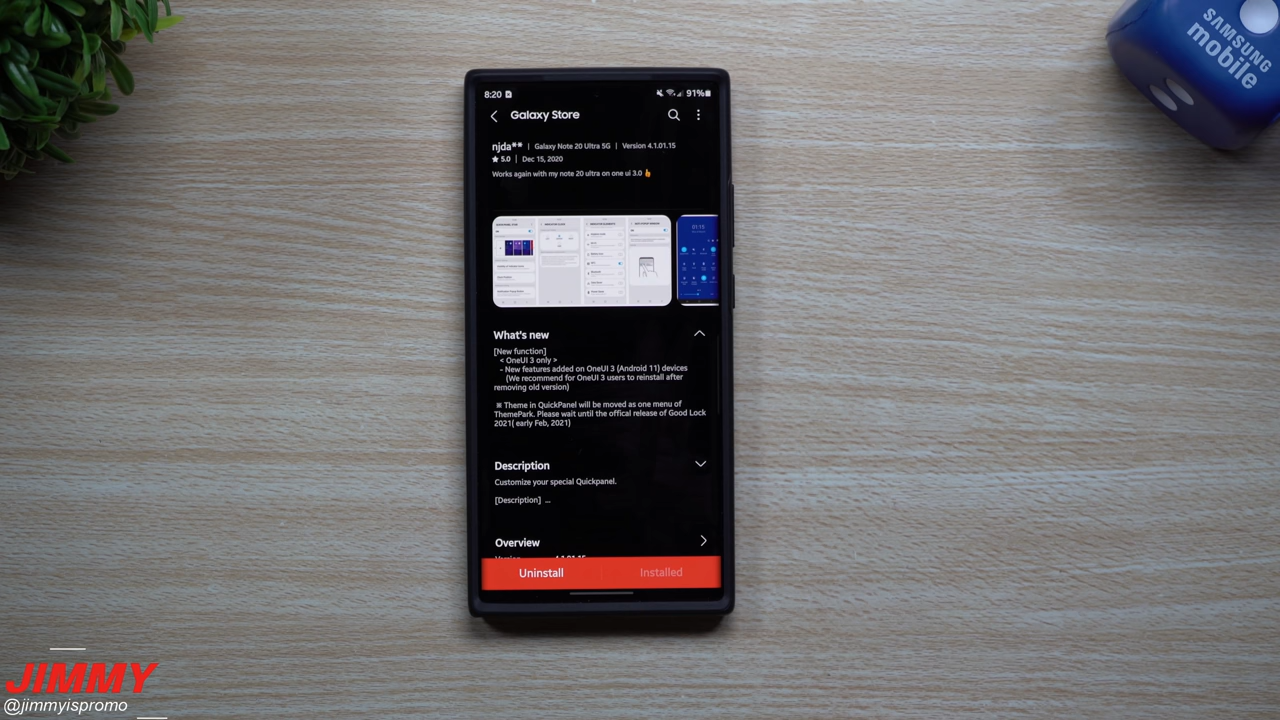 SAMSUNG
mobile
8:20 91%
Galaxy Store
njda** | Galaxy Note 20 Ultra 5G | Version 4.1.01.15
★ 5.0 | Dec 15, 2020
Works again with my note 20 ultra on one ui 3.0
01:15
What's new
[New function]
< OneUI 3 only >
- New features added on OneUI 3 (Android 11) devices
(We recommend for OneUI 3 users to reinstall after
removing old version)
※ Theme in QuickPanel will be moved as one menu of
ThemePark. Please wait until the offical release of Good Lock
2021( early Feb, 2021)
Description
Customize your special Quickpanel.
[Description] ...
Overview
Uninstall Installed
JIMMY
@jimmyispromo